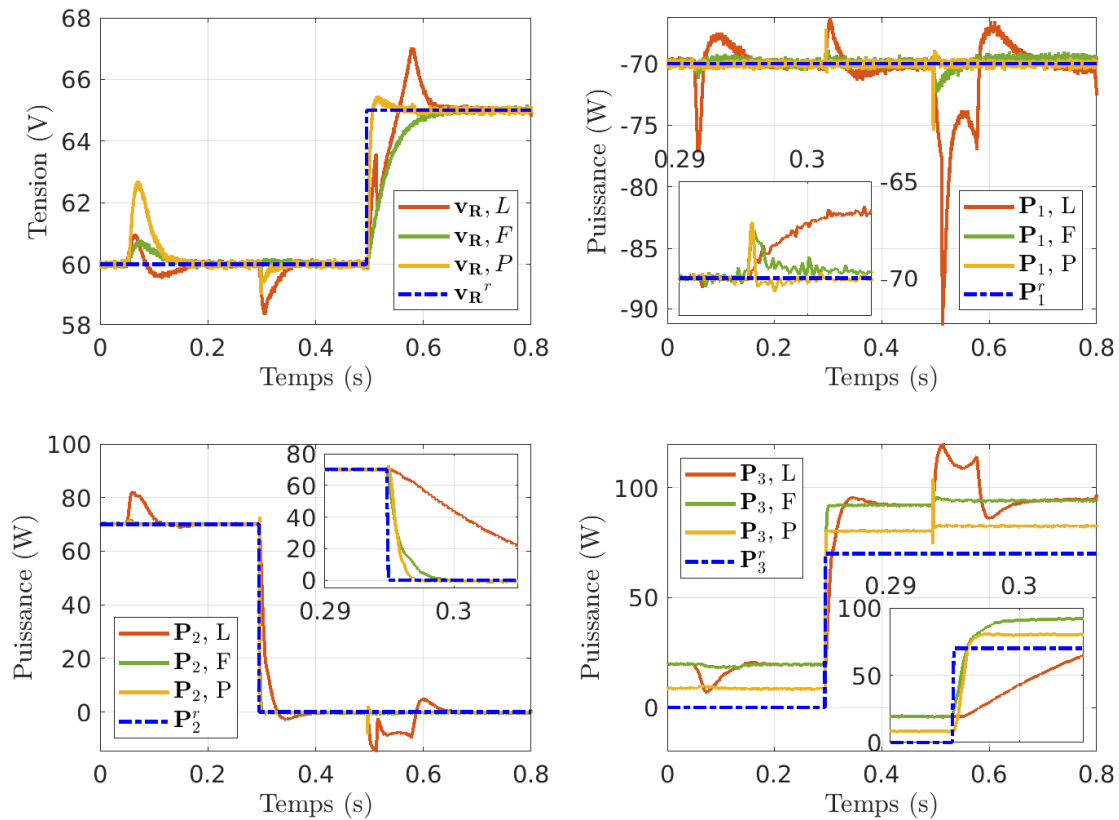 68
66
64
62
60
58
Tension (V)
v_R, L
v_R, F
v_R, P
v_R^r
0 0.2 0.4 0.6 0.8
Temps (s)
-70
-75
-80
-85
-90
Puissance (W)
0.29 0.3
-65
-70
P_1, L
P_1, F
P_1, P
P_1^r
0 0.2 0.4 0.6 0.8
Temps (s)
100
80
60
40
20
0
Puissance (W)
80
60
40
20
0
0.29 0.3
P_2, L
P_2, F
P_2, P
P_2^r
0 0.2 0.4 0.6 0.8
Temps (s)
100
50
0
Puissance (W)
P_3, L
P_3, F
P_3, P
P_3^r
0.29 0.3
100
50
0
0 0.2 0.4 0.6 0.8
Temps (s)